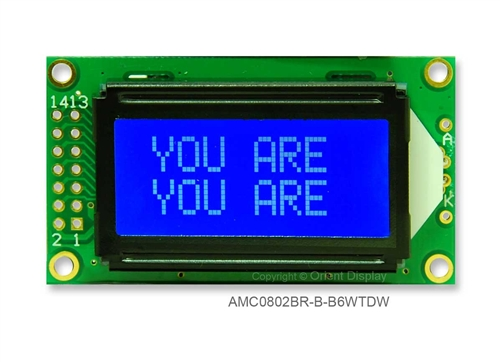 1413
A
YOU ARE
YOU ARE
K
2 1
Copyright © Orient Display
AMC0802BR-B-B6WTDW